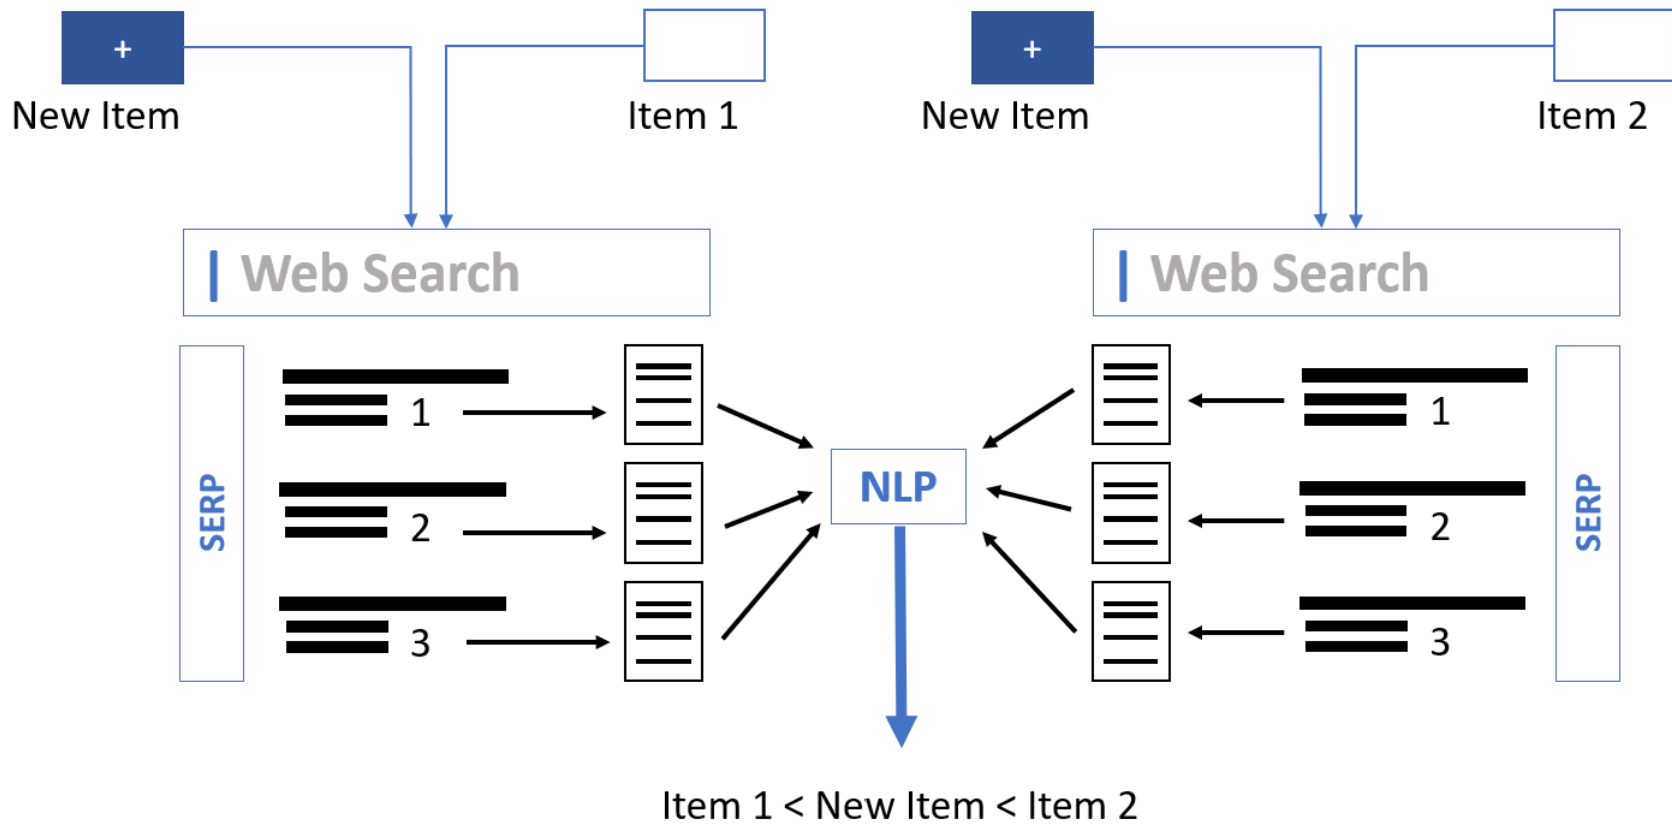 +
+
New Item
Item 1
New Item
Item 2
Web Search
Web Search
SERP
1
2
3
NLP
1
2
3
SERP
Item 1 < New Item < Item 2